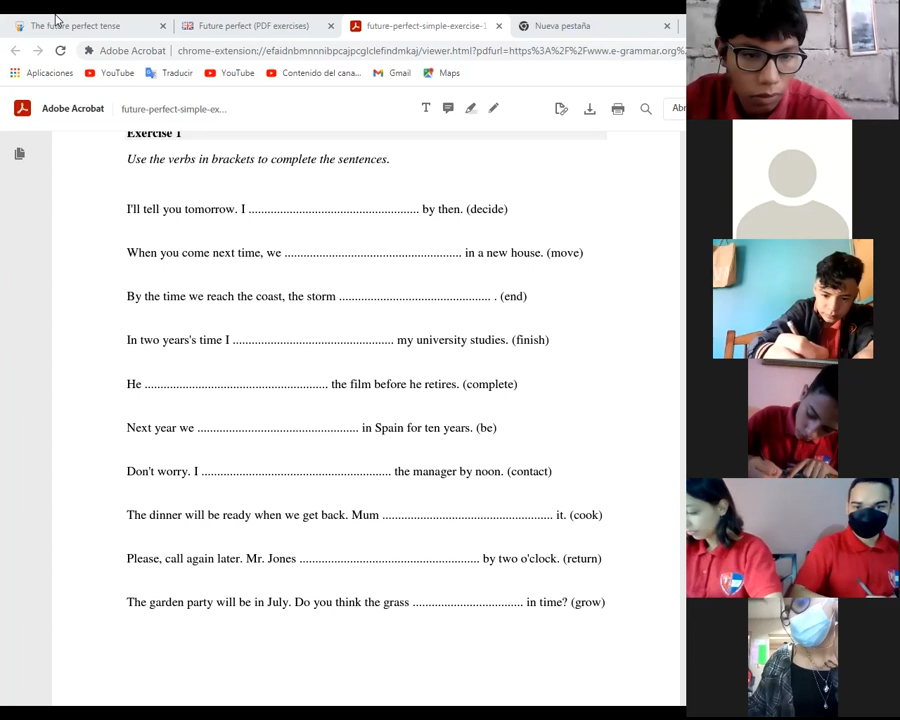 The future perfect tense
Future perfect (PDF exercises)
future-perfect-simple-exercise-1
Nueva pestaña
Adobe Acrobat
chrome-extension://efaidnbmnnnibpcajpcglclefindmkaj/viewer.html?pdfurl=https%3A%2F%2Fwww.e-grammar.org%
Aplicaciones
YouTube
Traducir
YouTube
Contenido del cana...
Gmail
Maps
Adobe Acrobat
future-perfect-simple-ex...
Exercise 1
Use the verbs in brackets to complete the sentences.
I'll tell you tomorrow. I ...................................................... by then. (decide)
When you come next time, we ........................................................ in a new house. (move)
By the time we reach the coast, the storm ................................................ . (end)
In two years's time I ................................................... my university studies. (finish)
He .......................................................... the film before he retires. (complete)
Next year we ................................................... in Spain for ten years. (be)
Don't worry. I ............................................................ the manager by noon. (contact)
The dinner will be ready when we get back. Mum ...................................................... it. (cook)
Please, call again later. Mr. Jones ......................................................... by two o'clock. (return)
The garden party will be in July. Do you think the grass ................................... in time? (grow)